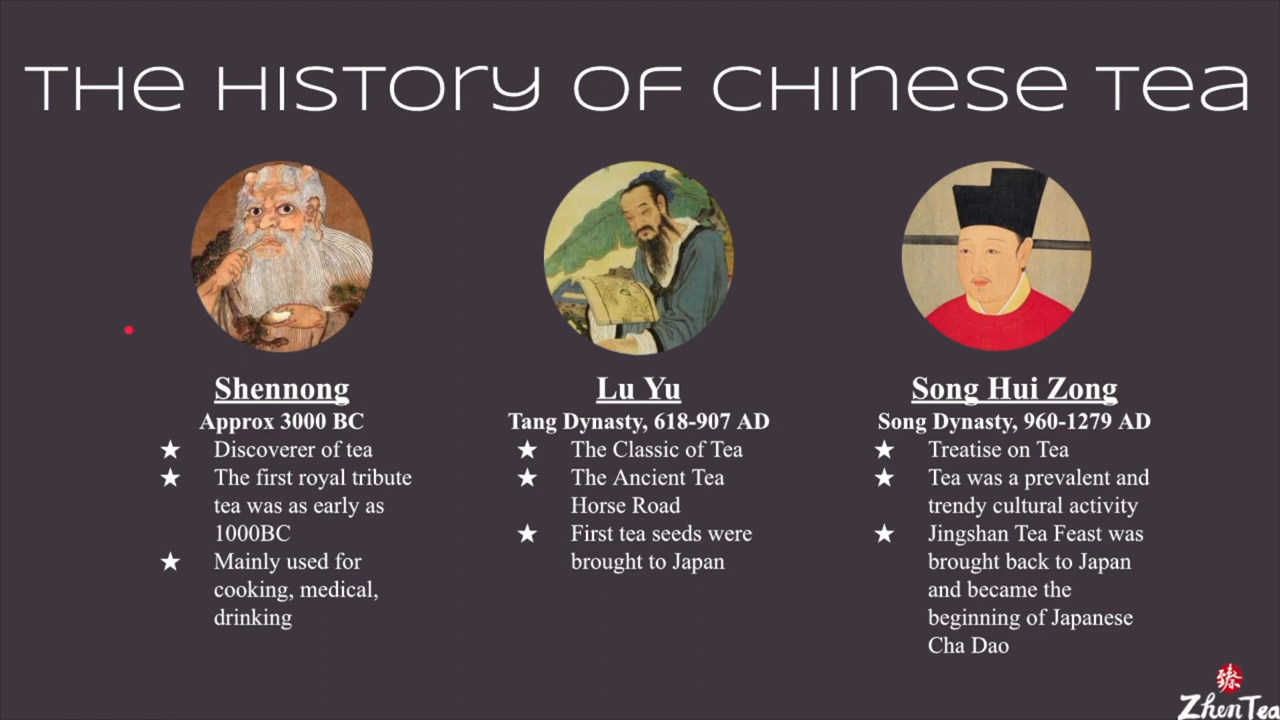 THe HISTOry OF CHInese Tea
Shennong
Approx 3000 BC
★ Discoverer of tea
★ The first royal tribute
tea was as early as
1000BC
★ Mainly used for
cooking, medical,
drinking
Lu Yu
Tang Dynasty, 618-907 AD
★ The Classic of Tea
★ The Ancient Tea
Horse Road
★ First tea seeds were
brought to Japan
Song Hui Zong
Song Dynasty, 960-1279 AD
★ Treatise on Tea
★ Tea was a prevalent and
trendy cultural activity
★ Jingshan Tea Feast was
brought back to Japan
and became the
beginning of Japanese
Cha Dao
臻
Zhen Tea